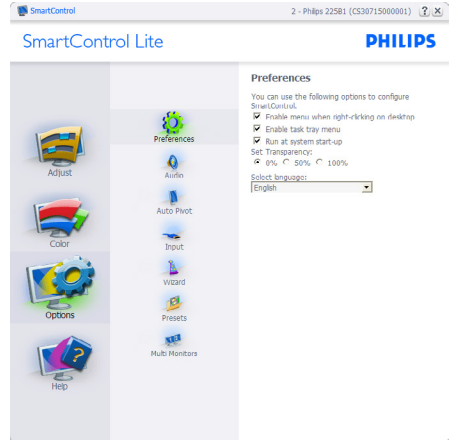 SmartControl
2 - Philips 225B1 (CS30715000001)
SmartControl Lite
PHILIPS
Adjust
Color
Options
Help
Preferences
Audio
Auto Pivot
Input
Wizard
Presets
Multi Monitors
Preferences
You can use the following options to configure
SmartControl.
Enable menu when right-clicking on desktop
Enable task tray menu
Run at system start-up
Set Transparency:
0% 50% 100%
Select language:
English